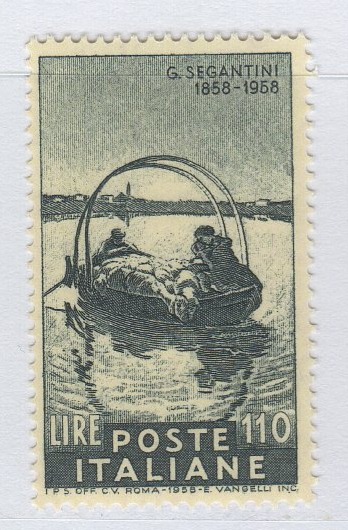 G. SEGANTINI
1858-1958
LIRE POSTE 110
ITALIANE
I.P.S. OFF. C.V. ROMA-1958-E. VANGELLI INC.